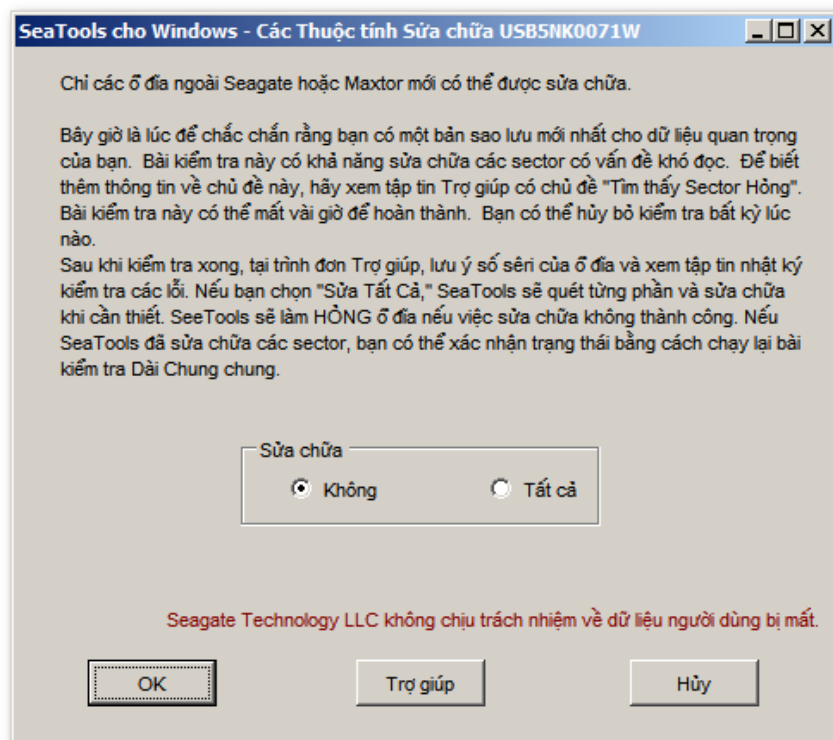 SeaTools cho Windows - Các Thuộc tính Sửa chữa USB5NK0071W
Chỉ các ổ đĩa ngoài Seagate hoặc Maxtor mới có thể được sửa chữa.
Bây giờ là lúc để chắc chắn rằng bạn có một bản sao lưu mới nhất cho dữ liệu quan trọng
của bạn. Bài kiểm tra này có khả năng sửa chữa các sector có vấn đề khó đọc. Để biết
thêm thông tin về chủ đề này, hãy xem tập tin Trợ giúp có chủ đề "Tìm thấy Sector Hỏng".
Bài kiểm tra này có thể mất vài giờ để hoàn thành. Bạn có thể hủy bỏ kiểm tra bất kỳ lúc
nào.
Sau khi kiểm tra xong, tại trình đơn Trợ giúp, lưu ý số sêri của ổ đĩa và xem tập tin nhật ký
kiểm tra các lỗi. Nếu bạn chọn "Sửa Tất Cả," SeaTools sẽ quét từng phần và sửa chữa
khi cần thiết. SeeTools sẽ làm HỎNG ổ đĩa nếu việc sửa chữa không thành công. Nếu
SeaTools đã sửa chữa các sector, bạn có thể xác nhận trạng thái bằng cách chạy lại bài
kiểm tra Dài Chung chung.
Sửa chữa
Không Tất cả
Seagate Technology LLC không chịu trách nhiệm về dữ liệu người dùng bị mất.
OK Trợ giúp Hủy